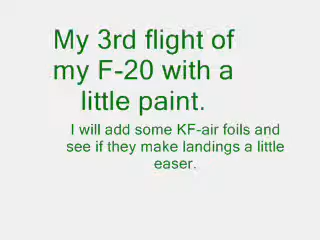 My 3rd flight of
my F-20 with a
little paint.
I will add some KF-air foils and
see if they make landings a little
easer.